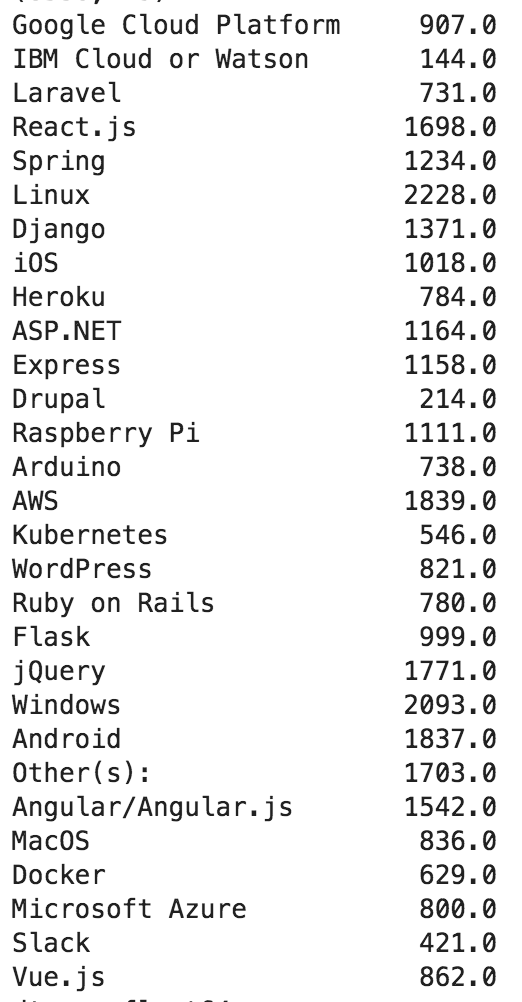 Google Cloud Platform 907.0
IBM Cloud or Watson 144.0
Laravel 731.0
React.js 1698.0
Spring 1234.0
Linux 2228.0
Django 1371.0
iOS 1018.0
Heroku 784.0
ASP.NET 1164.0
Express 1158.0
Drupal 214.0
Raspberry Pi 1111.0
Arduino 738.0
AWS 1839.0
Kubernetes 546.0
WordPress 821.0
Ruby on Rails 780.0
Flask 999.0
jQuery 1771.0
Windows 2093.0
Android 1837.0
Other(s): 1703.0
Angular/Angular.js 1542.0
MacOS 836.0
Docker 629.0
Microsoft Azure 800.0
Slack 421.0
Vue.js 862.0